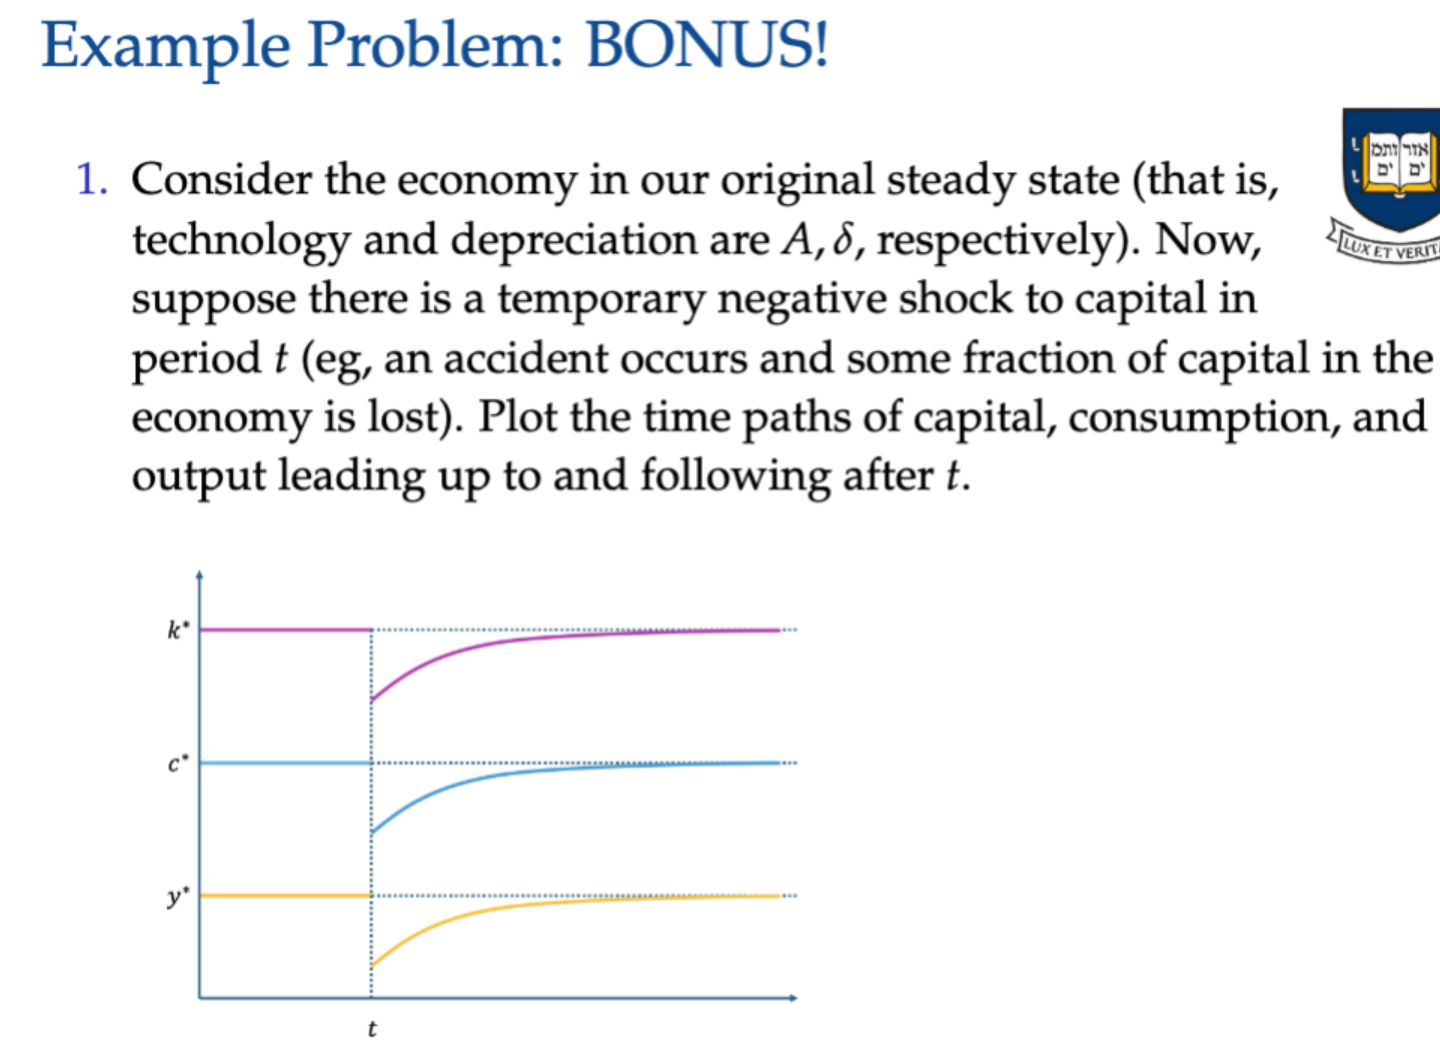 Example Problem: BONUS!
1. Consider the economy in our original steady state (that is,
technology and depreciation are A, δ, respectively). Now,
suppose there is a temporary negative shock to capital in
period t (eg, an accident occurs and some fraction of capital in the
economy is lost). Plot the time paths of capital, consumption, and
output leading up to and following after t.
LUX ET VERIT
k*
c*
y*
t